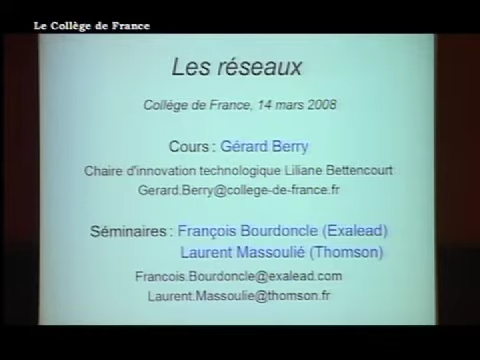 Le Collège de France
Les réseaux
Collège de France, 14 mars 2008
Cours : Gérard Berry
Chaire d'innovation technologique Liliane Bettencourt
Gerard.Berry@college-de-france.fr
Séminaires : François Bourdoncle (Exalead)
Laurent Massoulié (Thomson)
Francois.Bourdoncle@exalead.com
Laurent.Massoulie@thomson.fr